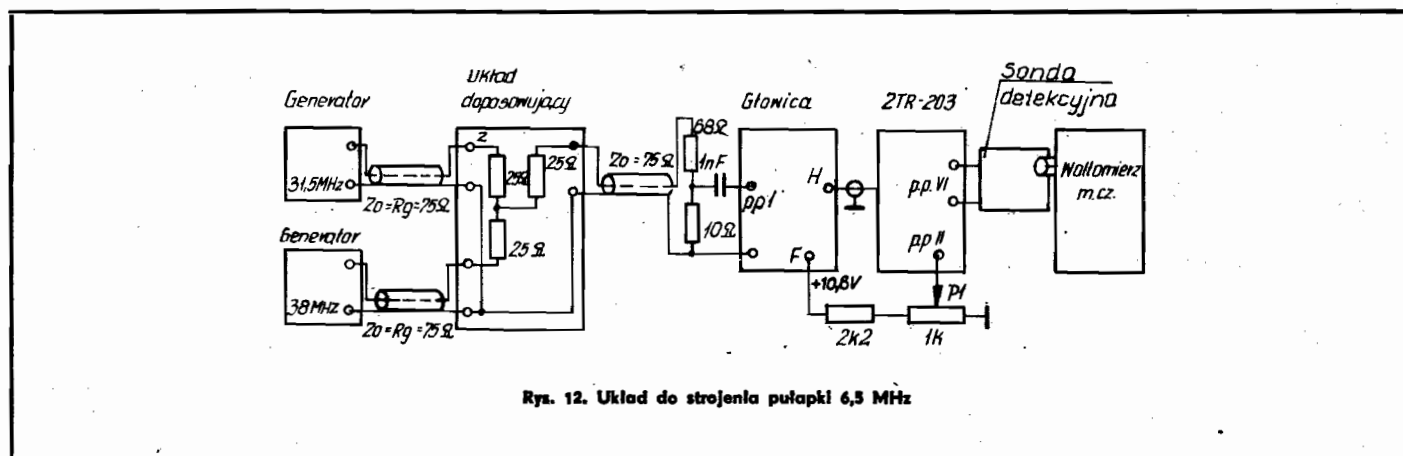 Generator
31,5MHz
Zo=Rg=75Ω
Generator
38MHz
Zo=Rg=75Ω
Układ
dopasowujący
2
25Ω
25Ω
25Ω
Zo=75Ω
68Ω
1nF
10Ω
Głowica
p.p I
H
F
+10,8V
2k2
2TR-203
p.p. VI
p.p II
P1
1k
Sonda
detekcyjna
Woltomierz
m.cz.
Rys. 12. Układ do strojenia pułapki 6,5 MHz